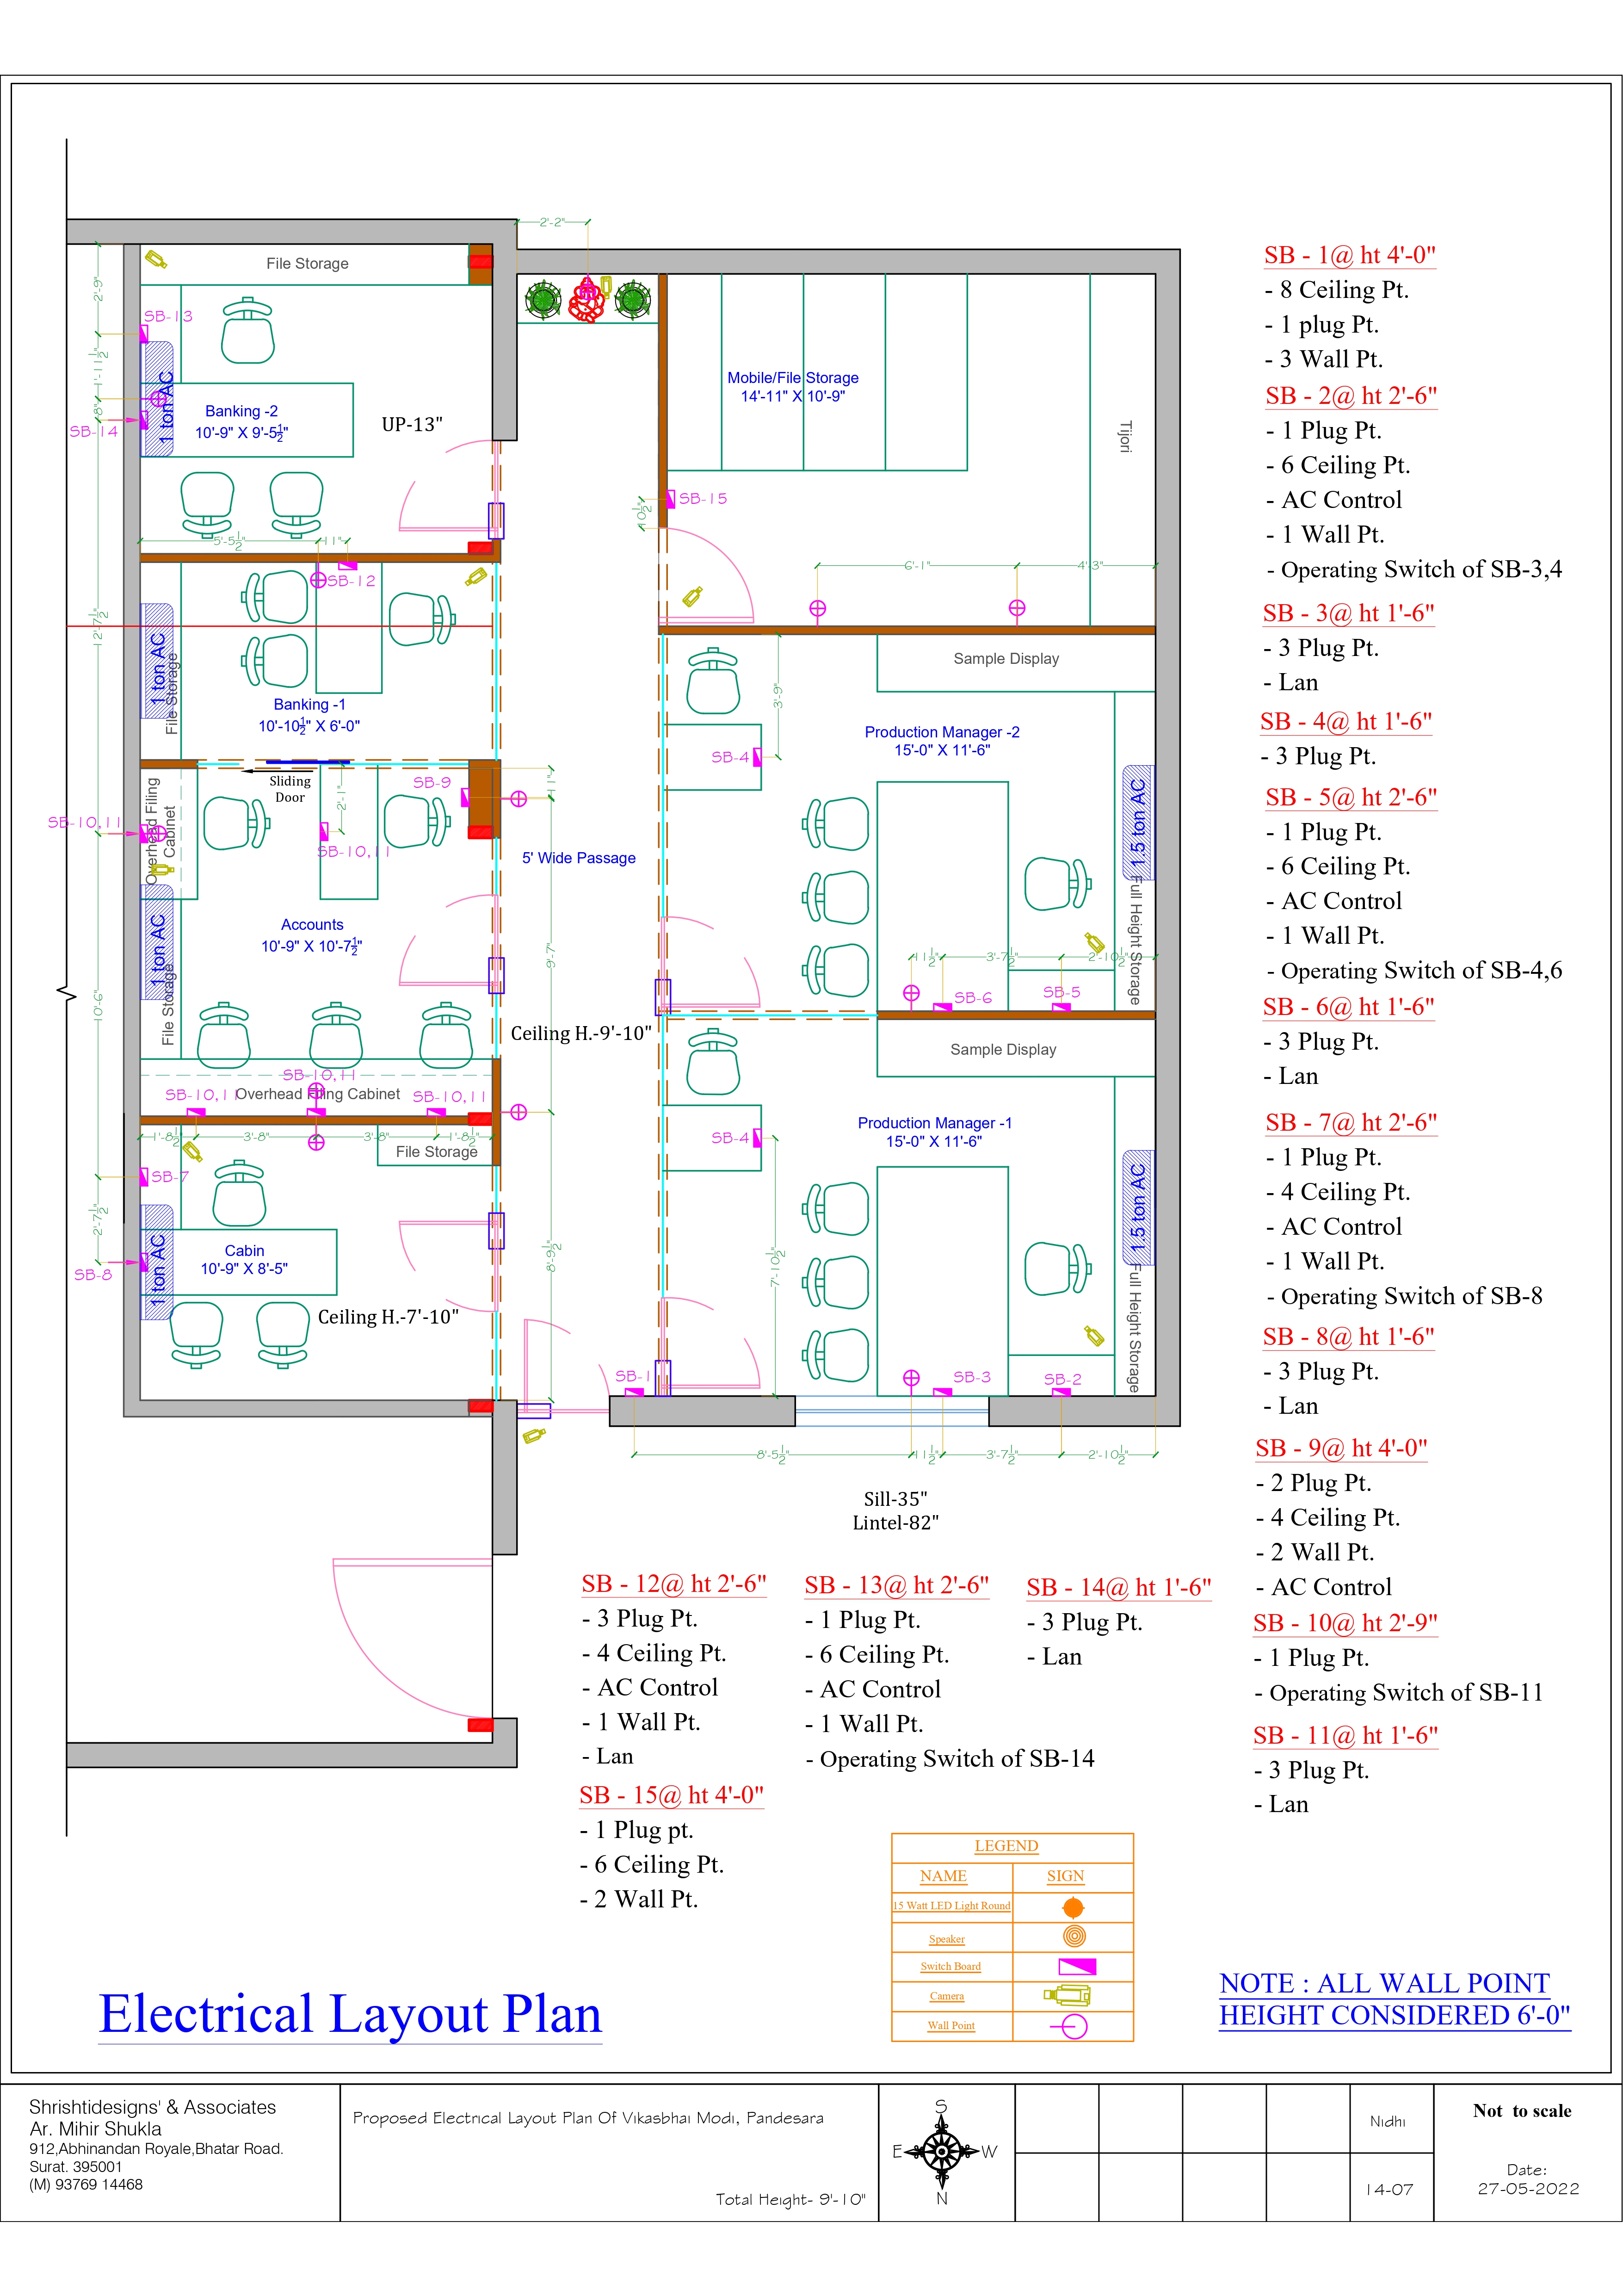 2'-2"
File Storage
2'-9"
SB-13
1'-11½"
8"
SB-14
1 ton AC
Banking -2
10'-9" X 9'-5½"
UP-13"
5'-5½"
11"
SB-12
Mobile/File Storage
14'-11" X 10'-9"
Tijori
SB-15
10½"
6'-1"
4'-3"
12'-7½"
1 ton AC
File Storage
Banking -1
10'-10½" X 6'-0"
Sliding
Door
SB-9
11"
2'-1"
SB-10,11
Overhead Filing
Cabinet
SB-10,11
5' Wide Passage
Accounts
10'-9" X 10'-7½"
1 ton AC
File Storage
10'-6"
9'-7"
Ceiling H.-9'-10"
SB-10,11
SB-10,11
Overhead Filing Cabinet
SB-10,11
1'-8½"
3'-8"
3'-8"
1'-8½"
File Storage
SB-7
2'-7½"
SB-8
1 ton AC
Cabin
10'-9" X 8'-5"
Ceiling H.-7'-10"
8'-9½"
Sample Display
3'-9"
SB-4
Production Manager -2
15'-0" X 11'-6"
1.5 ton AC
Full Height Storage
11½"
3'-7½"
2'-10½"
SB-6
SB-5
Sample Display
Production Manager -1
15'-0" X 11'-6"
SB-4
7'-10½"
1.5 ton AC
Full Height Storage
SB-1
SB-3
SB-2
8'-5½"
11½"
3'-7½"
2'-10½"
Sill-35"
Lintel-82"
SB - 1@ ht 4'-0"
- 8 Ceiling Pt.
- 1 plug Pt.
- 3 Wall Pt.
SB - 2@ ht 2'-6"
- 1 Plug Pt.
- 6 Ceiling Pt.
- AC Control
- 1 Wall Pt.
- Operating Switch of SB-3,4
SB - 3@ ht 1'-6"
- 3 Plug Pt.
- Lan
SB - 4@ ht 1'-6"
- 3 Plug Pt.
SB - 5@ ht 2'-6"
- 1 Plug Pt.
- 6 Ceiling Pt.
- AC Control
- 1 Wall Pt.
- Operating Switch of SB-4,6
SB - 6@ ht 1'-6"
- 3 Plug Pt.
- Lan
SB - 7@ ht 2'-6"
- 1 Plug Pt.
- 4 Ceiling Pt.
- AC Control
- 1 Wall Pt.
- Operating Switch of SB-8
SB - 8@ ht 1'-6"
- 3 Plug Pt.
- Lan
SB - 9@ ht 4'-0"
- 2 Plug Pt.
- 4 Ceiling Pt.
- 2 Wall Pt.
- AC Control
SB - 10@ ht 2'-9"
- 1 Plug Pt.
- Operating Switch of SB-11
SB - 11@ ht 1'-6"
- 3 Plug Pt.
- Lan
SB - 12@ ht 2'-6"
- 3 Plug Pt.
- 4 Ceiling Pt.
- AC Control
- 1 Wall Pt.
- Lan
SB - 13@ ht 2'-6"
- 1 Plug Pt.
- 6 Ceiling Pt.
- AC Control
- 1 Wall Pt.
- Operating Switch of SB-14
SB - 14@ ht 1'-6"
- 3 Plug Pt.
- Lan
SB - 15@ ht 4'-0"
- 1 Plug pt.
- 6 Ceiling Pt.
- 2 Wall Pt.
LEGEND
NAME SIGN
15 Watt LED Light Round
Speaker
Switch Board
Camera
Wall Point
Electrical Layout Plan
NOTE : ALL WALL POINT
HEIGHT CONSIDERED 6'-0"
Shrishtidesigns' & Associates
Ar. Mihir Shukla
912,Abhinandan Royale,Bhatar Road.
Surat. 395001
(M) 93769 14468
Proposed Electrical Layout Plan Of Vikasbhai Modi, Pandesara
Total Height- 9'-10"
S
E W
N
Nidhi
14-07
Not to scale
Date:
27-05-2022